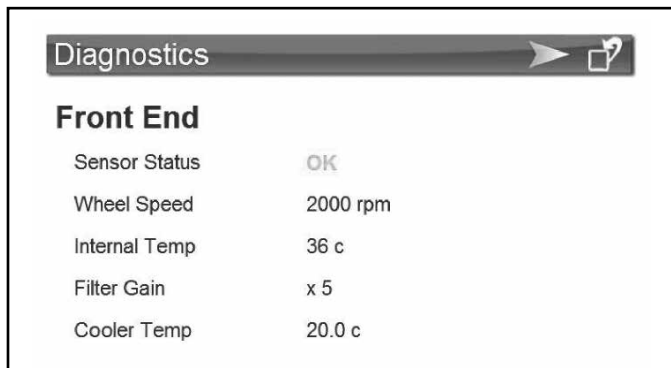 Diagnostics
Front End
Sensor Status OK
Wheel Speed 2000 rpm
Internal Temp 36 c
Filter Gain x 5
Cooler Temp 20.0 c